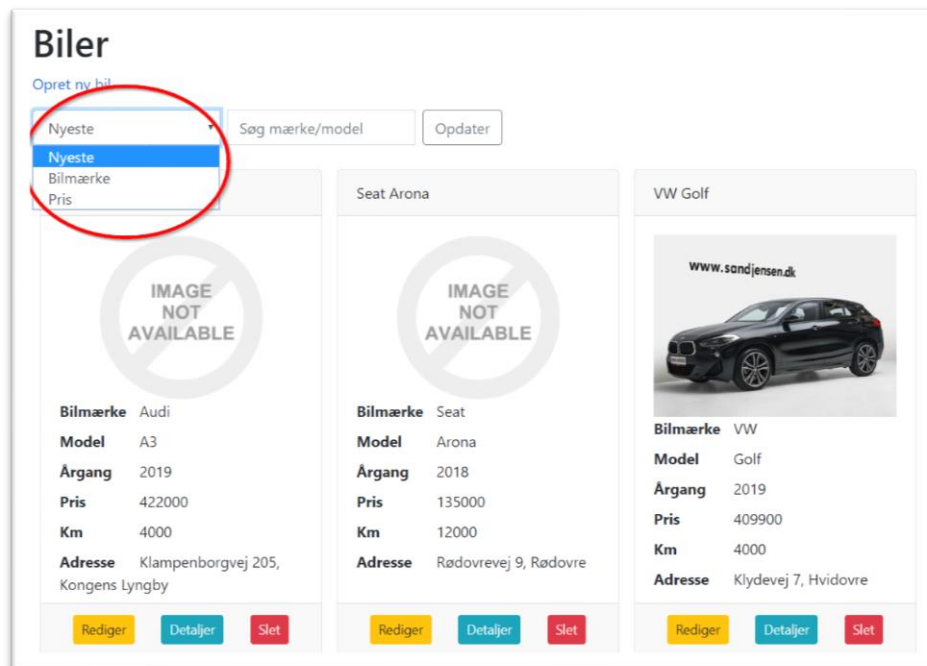 Biler
Opret ny bil
Nyeste
Søg mærke/model
Opdater
Nyeste
Bilmærke
Pris
IMAGE
NOT
AVAILABLE
Bilmærke Audi
Model A3
Årgang 2019
Pris 422000
Km 4000
Adresse Klampenborgvej 205,
Kongens Lyngby
Rediger Detaljer Slet
Seat Arona
IMAGE
NOT
AVAILABLE
Bilmærke Seat
Model Arona
Årgang 2018
Pris 135000
Km 12000
Adresse Rødovrevej 9, Rødovre
Rediger Detaljer Slet
VW Golf
www.sandjensen.dk
Bilmærke VW
Model Golf
Årgang 2019
Pris 409900
Km 4000
Adresse Klydevej 7, Hvidovre
Rediger Detaljer Slet